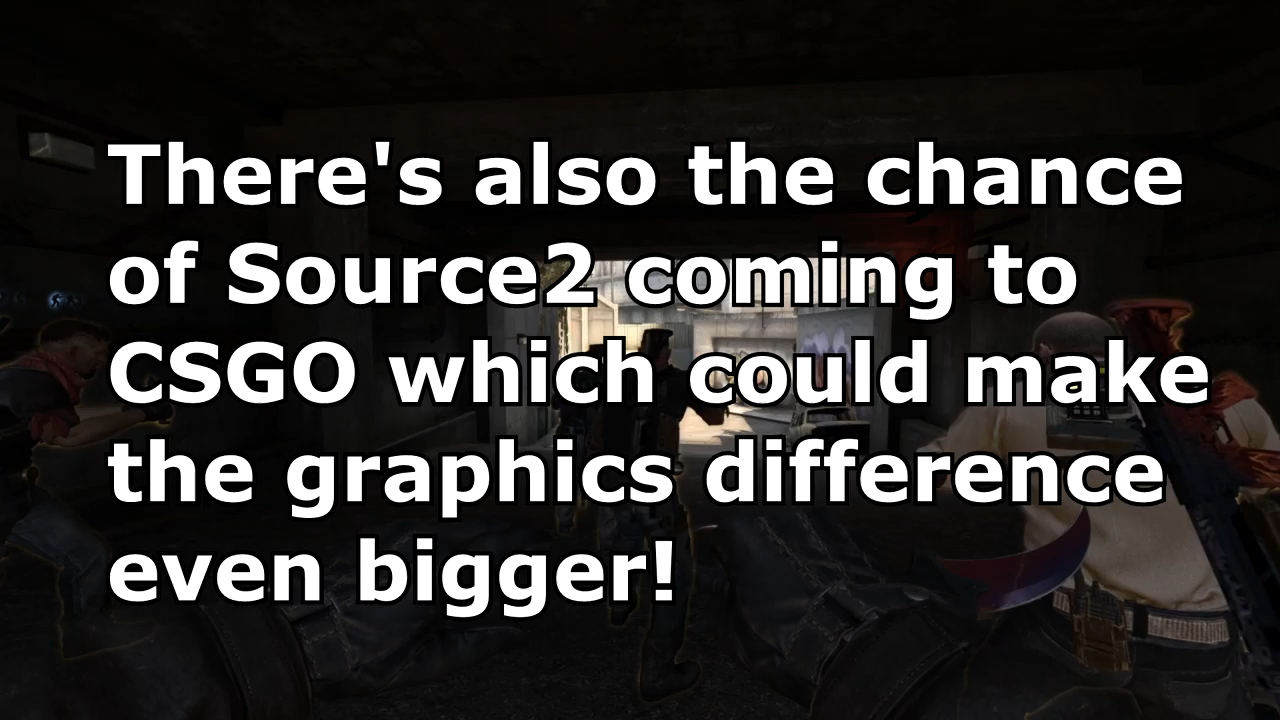 There's also the chance
of Source2 coming to
CSGO which could make
the graphics difference
even bigger!